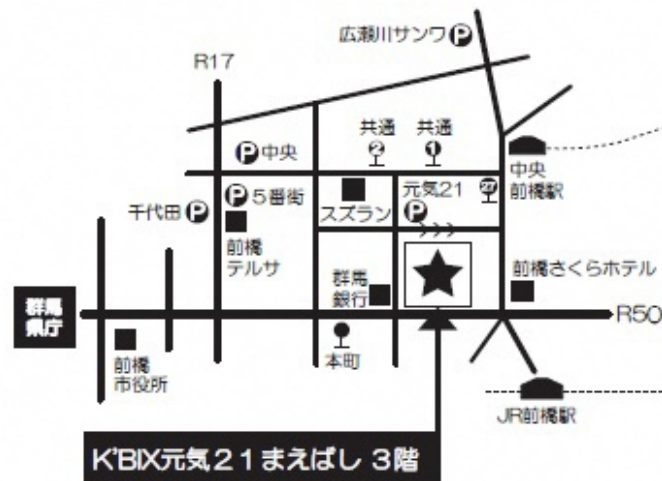 広瀬川サンワ P
R17
共通 共通
2 1
P 中央
27
中央
前橋駅
P 5番街
千代田 P
スズラン
元気21
P
前橋
テルサ
群馬
銀行
前橋さくらホテル
群馬
県庁
R50
前橋
市役所
本町
JR前橋駅
K'BIX元気21まえばし 3階